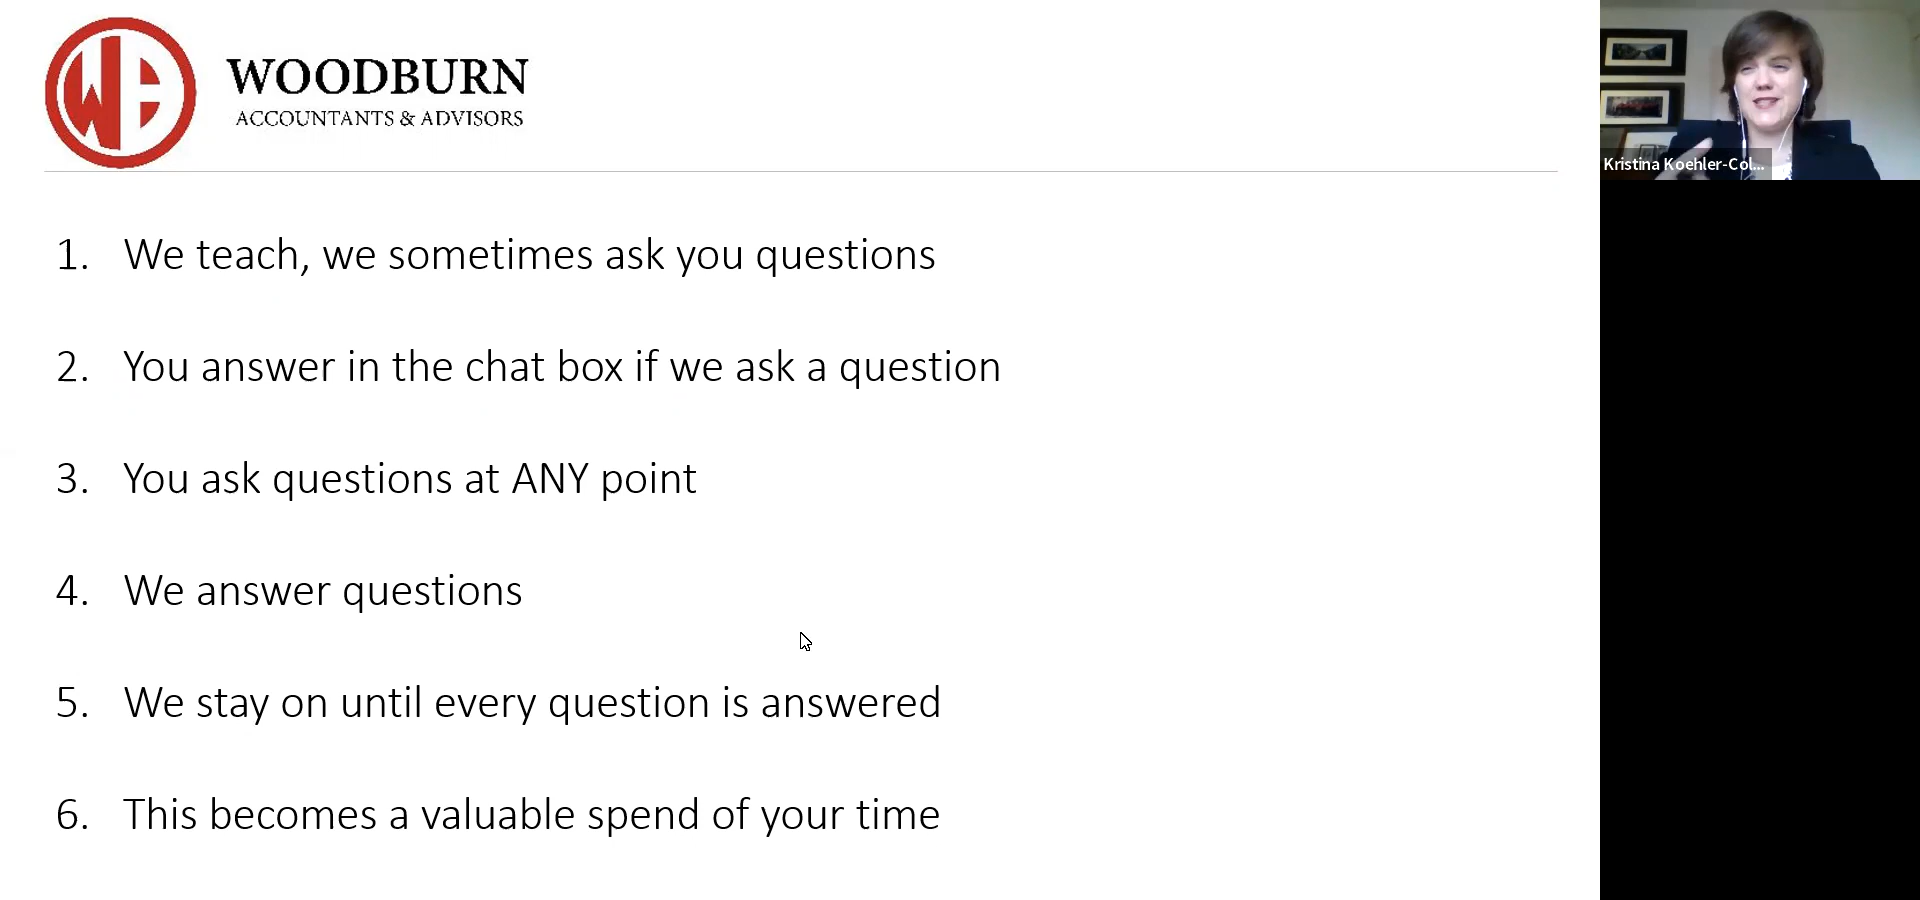 WOODBURN
ACCOUNTANTS & ADVISORS
1. We teach, we sometimes ask you questions
2. You answer in the chat box if we ask a question
3. You ask questions at ANY point
4. We answer questions
5. We stay on until every question is answered
6. This becomes a valuable spend of your time
Kristina Koehler-Col...